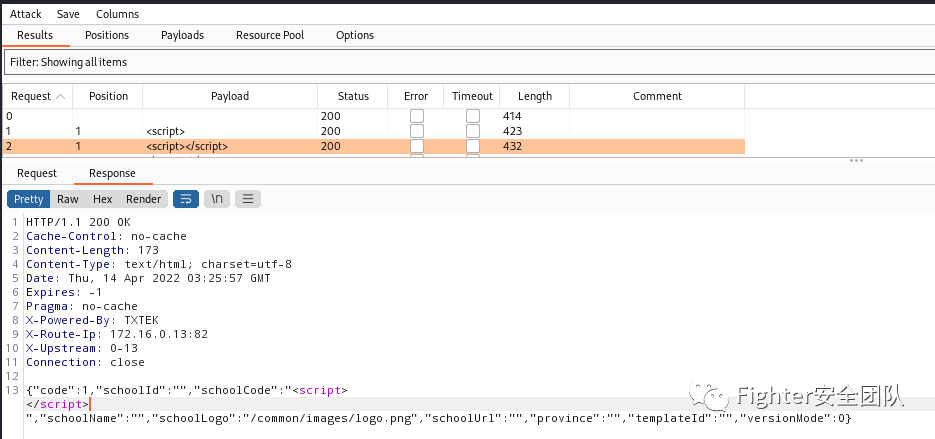 Attack Save Columns
Results Positions Payloads Resource Pool Options
Filter: Showing all items
Request Position Payload Status Error Timeout Length Comment
0 200 414
1 1 <script> 200 423
2 1 <script></script> 200 432
Request Response
Pretty Raw Hex Render \n
1 HTTP/1.1 200 OK
2 Cache-Control: no-cache
3 Content-Length: 173
4 Content-Type: text/html; charset=utf-8
5 Date: Thu, 14 Apr 2022 03:25:57 GMT
6 Expires: -1
7 Pragma: no-cache
8 X-Powered-By: TXTEK
9 X-Route-Ip: 172.16.0.13:82
10 X-Upstream: 0-13
11 Connection: close
12
13 {"code":1,"schoolId":"","schoolCode":"<script>
</script>
","schoolName":"","schoolLogo":"/common/images/logo.png","schoolUrl":"","province":"","templateId":"","versionMode":0}
Fighter安全团队